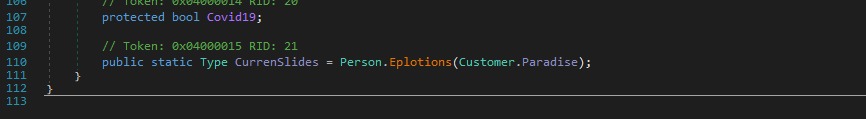 106 // Token: 0x04000014 RID: 20
107 protected bool Covid19;
108
109 // Token: 0x04000015 RID: 21
110 public static Type CurrenSlides = Person.Eplotions(Customer.Paradise);
111 }
112 }
113